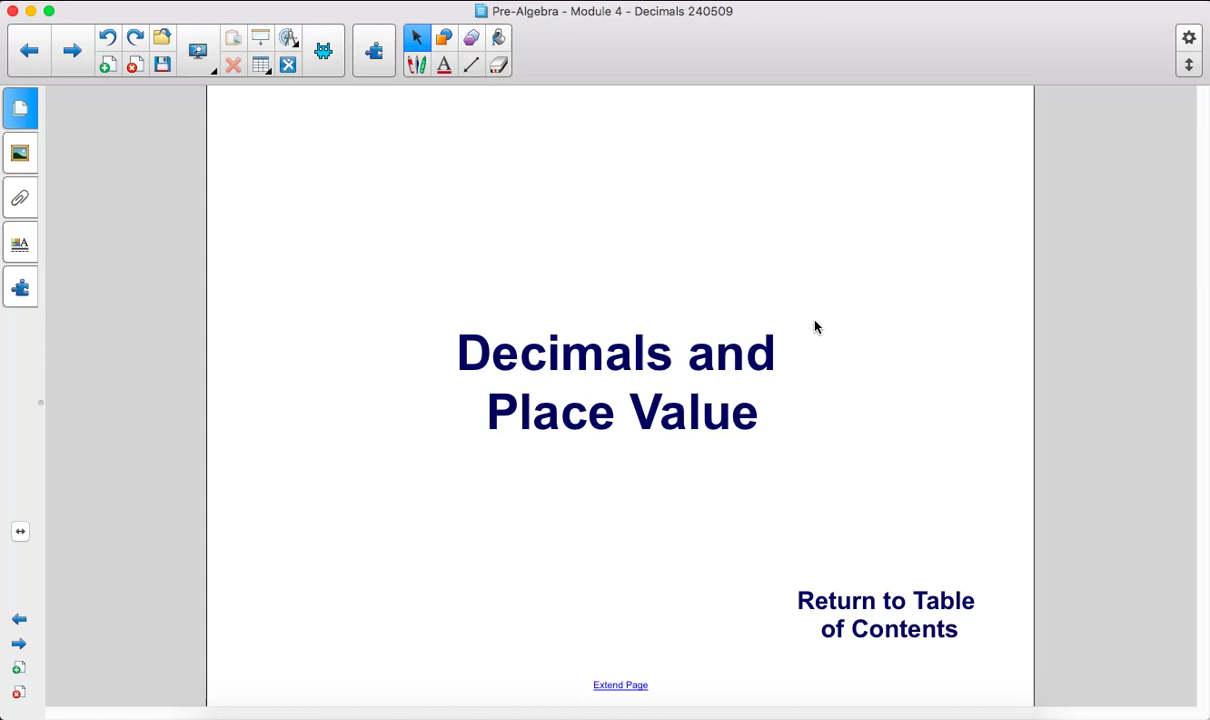 Pre-Algebra - Module 4 - Decimals 240509
Decimals and
Place Value
Return to Table
of Contents
Extend Page